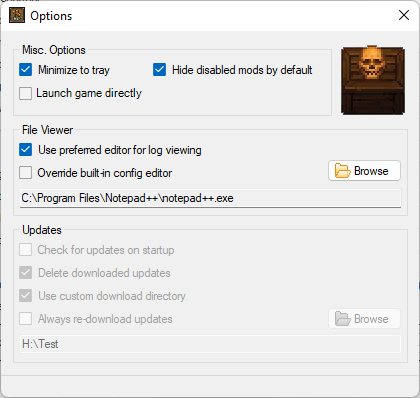 Options
Misc. Options
Minimize to tray Hide disabled mods by default
Launch game directly
File Viewer
Use preferred editor for log viewing
Override built-in config editor Browse
C:\Program Files\Notepad++\notepad++.exe
Updates
Check for updates on startup
Delete downloaded updates
Use custom download directory
Always re-download updates Browse
H:\Test